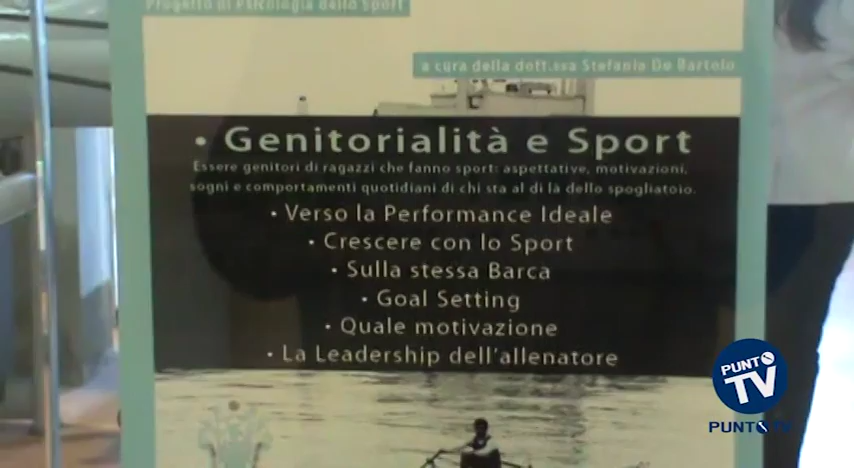 Progetto di Psicologia dello Sport
a cura della dott.ssa Stefania De Bartolo
• Genitorialità e Sport
Essere genitori di ragazzi che fanno sport: aspettative, motivazioni,
sogni e comportamenti quotidiani di chi sta al di là dello spogliatoio.
• Verso la Performance Ideale
• Crescere con lo Sport
• Sulla stessa Barca
• Goal Setting
• Quale motivazione
• La Leadership dell'allenatore
PUNTO
TV
PUNTO TV